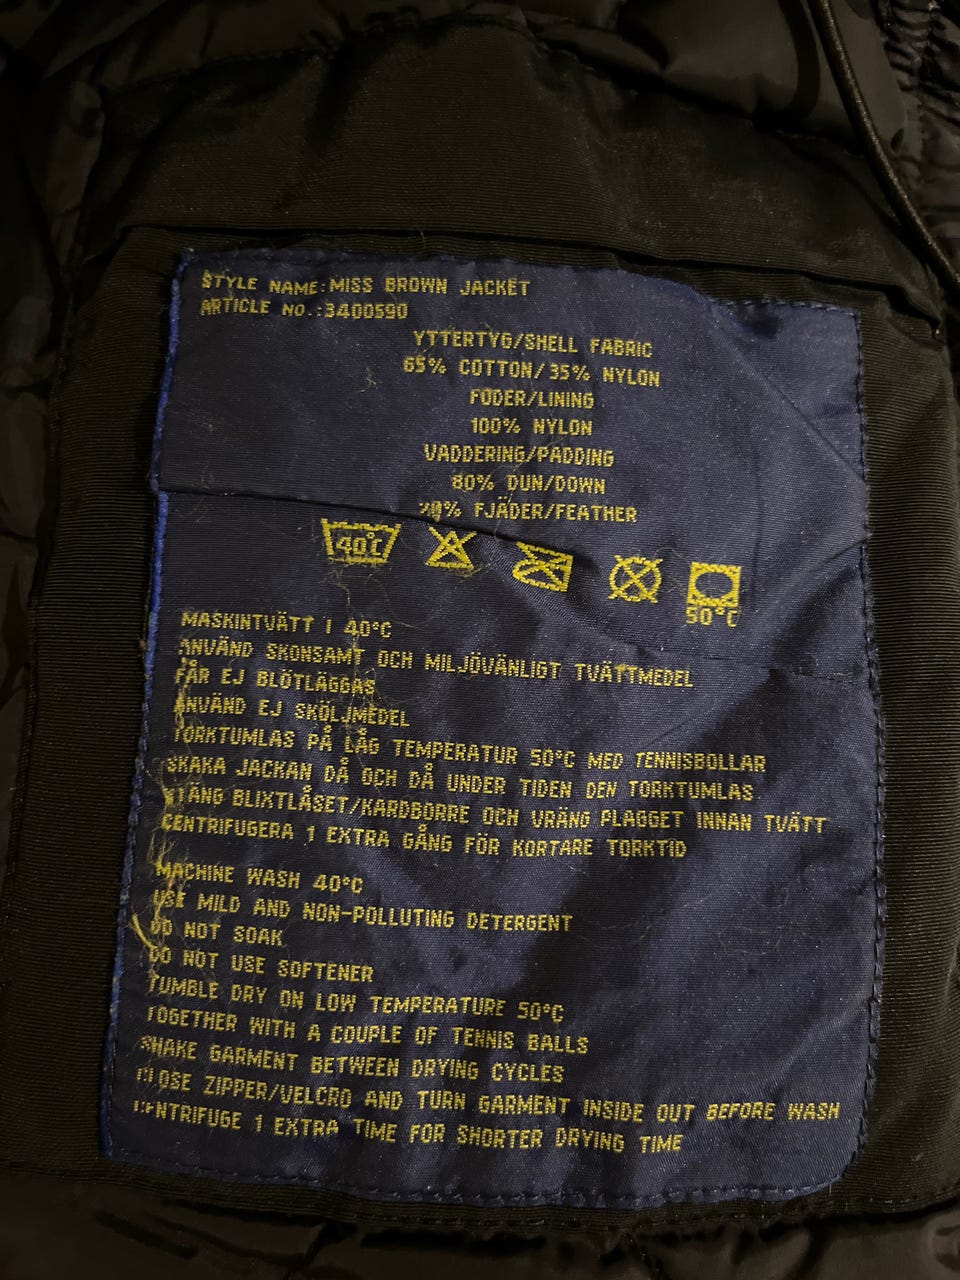 STYLE NAME:MISS BROWN JACKET
ARTICLE NO.:3400590
YTTERTYG/SHELL FABRIC
65% COTTON/35% NYLON
FODER/LINING
100% NYLON
VADDERING/PADDING
80% DUN/DOWN
20% FJÄDER/FEATHER
40°C
50°C
MASKINTVÄTT I 40°C
ANVÄND SKONSAMT OCH MILJÖVÄNLIGT TVÄTTMEDEL
FÅR EJ BLÖTLÄGGAS
ANVÄND EJ SKÖLJMEDEL
TORKTUMLAS PÅ LÅG TEMPERATUR 50°C MED TENNISBOLLAR
SKAKA JACKAN DÅ OCH DÅ UNDER TIDEN DEN TORKTUMLAS
STÄNG BLIXTLÅSET/KARDBORRE OCH VRÄNG PLAGGET INNAN TVÄTT
CENTRIFUGERA 1 EXTRA GÅNG FÖR KORTARE TORKTID
MACHINE WASH 40°C
USE MILD AND NON-POLLUTING DETERGENT
DO NOT SOAK
DO NOT USE SOFTENER
TUMBLE DRY ON LOW TEMPERATURE 50°C
TOGETHER WITH A COUPLE OF TENNIS BALLS
SHAKE GARMENT BETWEEN DRYING CYCLES
CLOSE ZIPPER/VELCRO AND TURN GARMENT INSIDE OUT BEFORE WASH
CENTRIFUGE 1 EXTRA TIME FOR SHORTER DRYING TIME